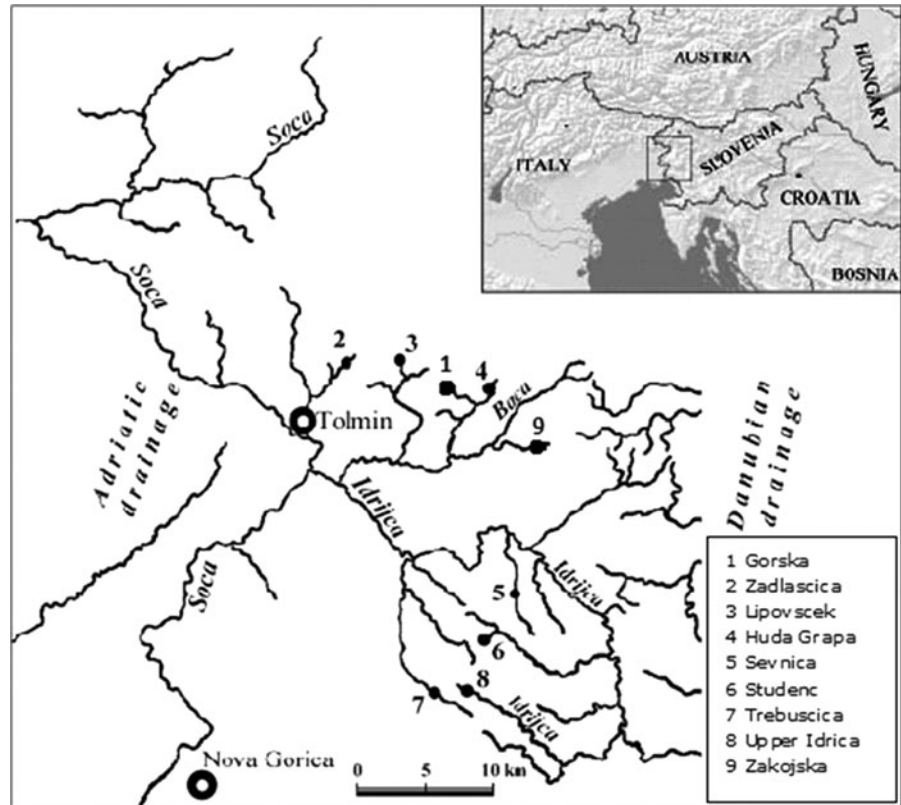 AUSTRIA
HUNGARY
ITALY
SLOVENIA
CROATIA
BOSNIA
Soca
Soca
2
3
1
4
Baca
9
Tolmin
Adriatic
drainage
Danubian
drainage
Idrijca
Soca
Idrijca
5
6
7
8
Idrijca
Nova Gorica
0 5 10 km
1 Gorska
2 Zadlascica
3 Lipovscek
4 Huda Grapa
5 Sevnica
6 Studenc
7 Trebuscica
8 Upper Idrica
9 Zakojska